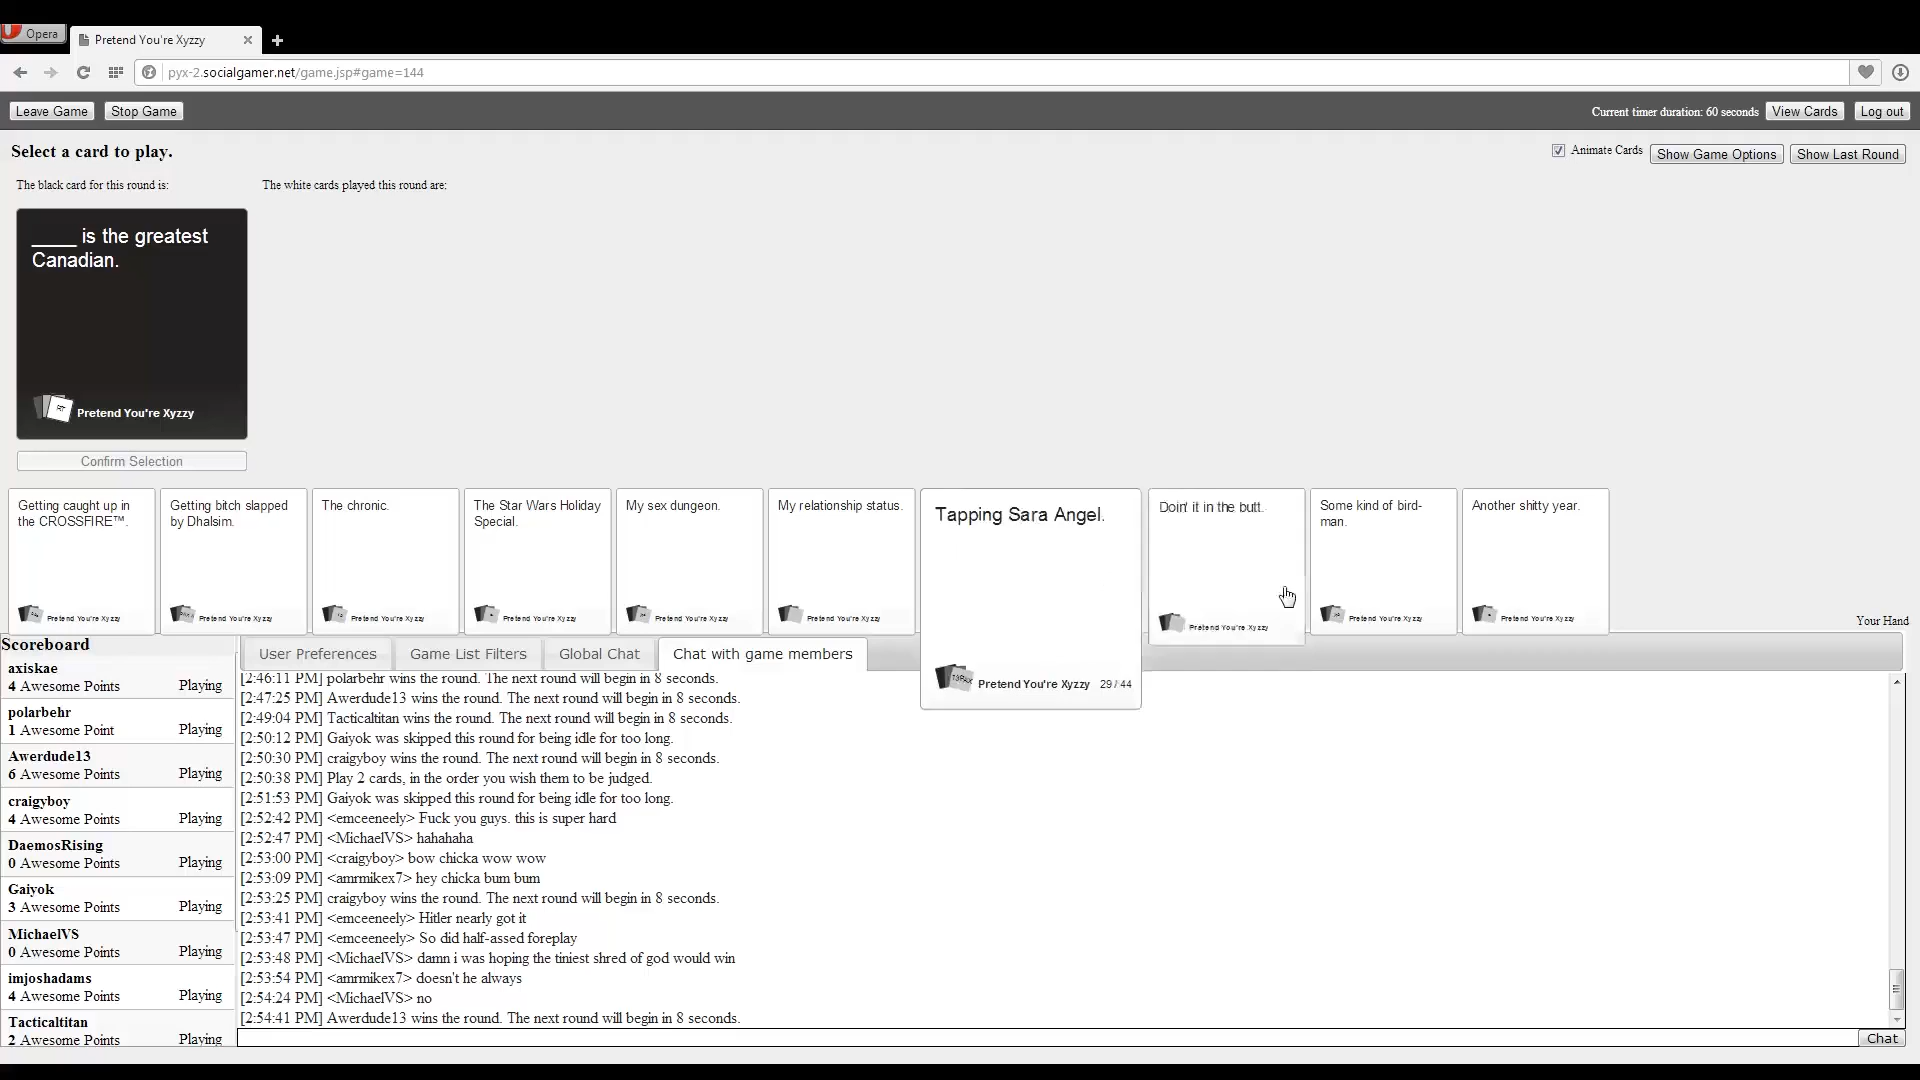 Opera
Pretend You're Xyzzy
pyx-2.socialgamer.net/game.jsp#game=144
Leave Game
Stop Game
Current timer duration: 60 seconds
View Cards
Log out
Select a card to play.
Animate Cards
Show Game Options
Show Last Round
The black card for this round is:
The white cards played this round are:
____ is the greatest
Canadian.
Pretend You're Xyzzy
Confirm Selection
Getting caught up in
the CROSSFIRE™.
Pretend You're Xyzzy
Getting bitch slapped
by Dhalsim.
Pretend You're Xyzzy
The chronic.
Pretend You're Xyzzy
The Star Wars Holiday
Special.
Pretend You're Xyzzy
My sex dungeon.
Pretend You're Xyzzy
My relationship status.
Pretend You're Xyzzy
Tapping Sara Angel.
Pretend You're Xyzzy 29 / 44
Doin' it in the butt.
Pretend You're Xyzzy
Some kind of bird-
man.
Pretend You're Xyzzy
Another shitty year.
Pretend You're Xyzzy
Your Hand
Scoreboard
axiskae
4 Awesome Points Playing
polarbehr
1 Awesome Point Playing
Awerdude13
6 Awesome Points Playing
craigyboy
4 Awesome Points Playing
DaemosRising
0 Awesome Points Playing
Gaiyok
3 Awesome Points Playing
MichaelVS
0 Awesome Points Playing
imjoshadams
4 Awesome Points Playing
Tacticaltitan
2 Awesome Points Playing
User Preferences
Game List Filters
Global Chat
Chat with game members
[2:46:11 PM] polarbehr wins the round. The next round will begin in 8 seconds.
[2:47:25 PM] Awerdude13 wins the round. The next round will begin in 8 seconds.
[2:49:04 PM] Tacticaltitan wins the round. The next round will begin in 8 seconds.
[2:50:12 PM] Gaiyok was skipped this round for being idle for too long.
[2:50:30 PM] craigyboy wins the round. The next round will begin in 8 seconds.
[2:50:38 PM] Play 2 cards, in the order you wish them to be judged.
[2:51:53 PM] Gaiyok was skipped this round for being idle for too long.
[2:52:42 PM] <emceeneely> Fuck you guys. this is super hard
[2:52:47 PM] <MichaelVS> hahahaha
[2:53:00 PM] <craigyboy> bow chicka wow wow
[2:53:09 PM] <amrmikex7> hey chicka bum bum
[2:53:25 PM] craigyboy wins the round. The next round will begin in 8 seconds.
[2:53:41 PM] <emceeneely> Hitler nearly got it
[2:53:47 PM] <emceeneely> So did half-assed foreplay
[2:53:48 PM] <MichaelVS> damn i was hoping the tiniest shred of god would win
[2:53:54 PM] <amrmikex7> doesn't he always
[2:54:24 PM] <MichaelVS> no
[2:54:41 PM] Awerdude13 wins the round. The next round will begin in 8 seconds.
Chat